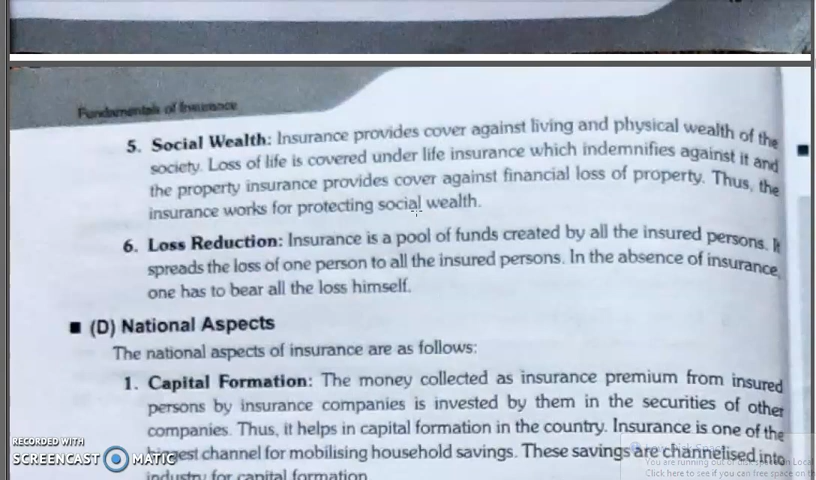 Fundamentals of Insurance
5. Social Wealth: Insurance provides cover against living and physical wealth of the
society. Loss of life is covered under life insurance which indemnifies against it and
the property insurance provides cover against financial loss of property. Thus, the
insurance works for protecting social wealth.
6. Loss Reduction: Insurance is a pool of funds created by all the insured persons. It
spreads the loss of one person to all the insured persons. In the absence of insurance,
one has to bear all the loss himself.
■ (D) National Aspects
The national aspects of insurance are as follows:
1. Capital Formation: The money collected as insurance premium from insured
persons by insurance companies is invested by them in the securities of other
companies. Thus, it helps in capital formation in the country. Insurance is one of the
biggest channel for mobilising household savings. These savings are channelised into
industry for capital formation
RECORDED WITH
SCREENCAST MATIC
Low Disk Space
You are running out of disk space on Local
Click here to see if you can free space on th